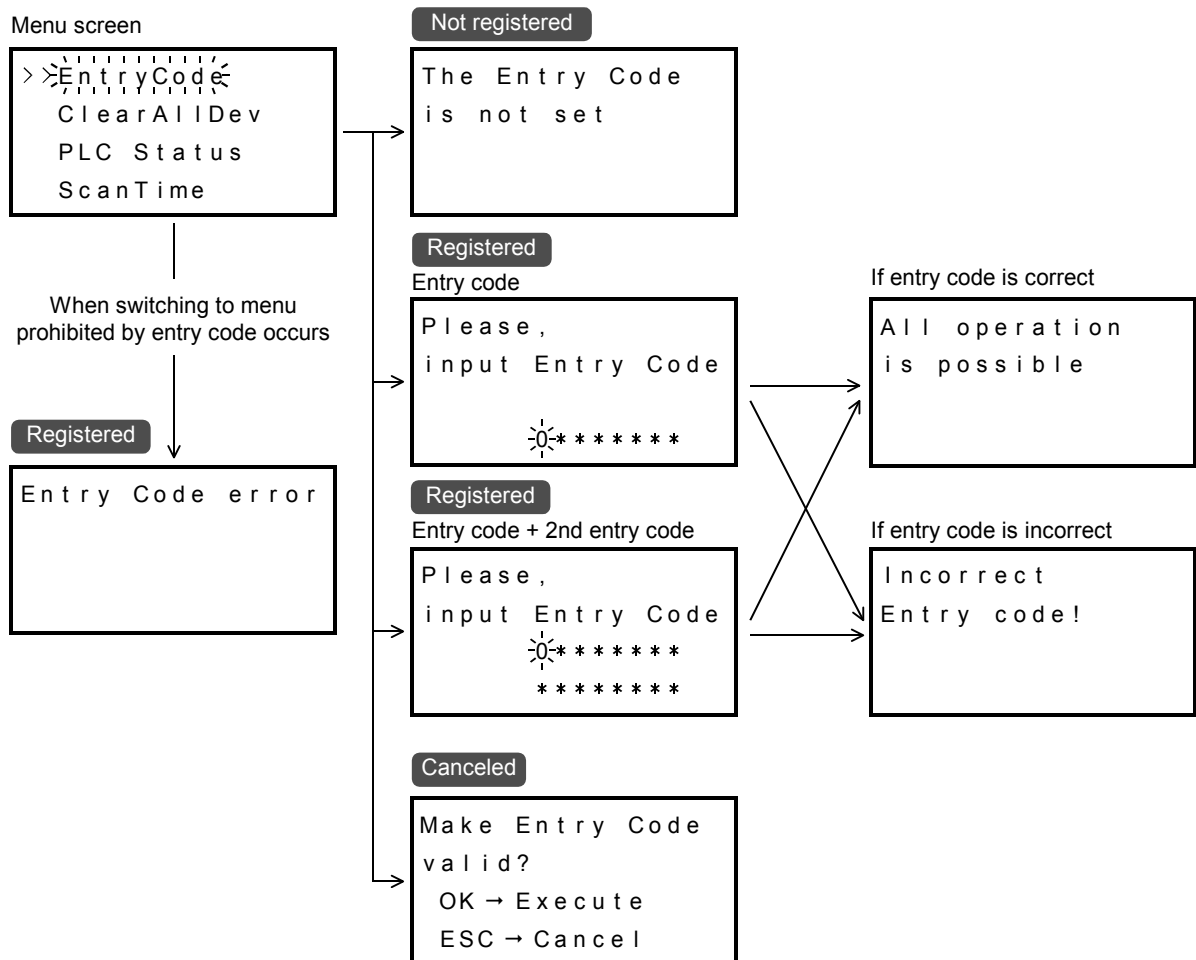 Menu screen
>>EntryCode
ClearAllDev
PLC Status
ScanTime
When switching to menu
prohibited by entry code occurs
Registered
Entry Code error
Not registered
The Entry Code
is not set
Registered
Entry code
Please,
input Entry Code
0*******
Registered
Entry code + 2nd entry code
Please,
input Entry Code
0*******
********
Canceled
Make Entry Code
valid?
OK → Execute
ESC → Cancel
If entry code is correct
All operation
is possible
If entry code is incorrect
Incorrect
Entry code!